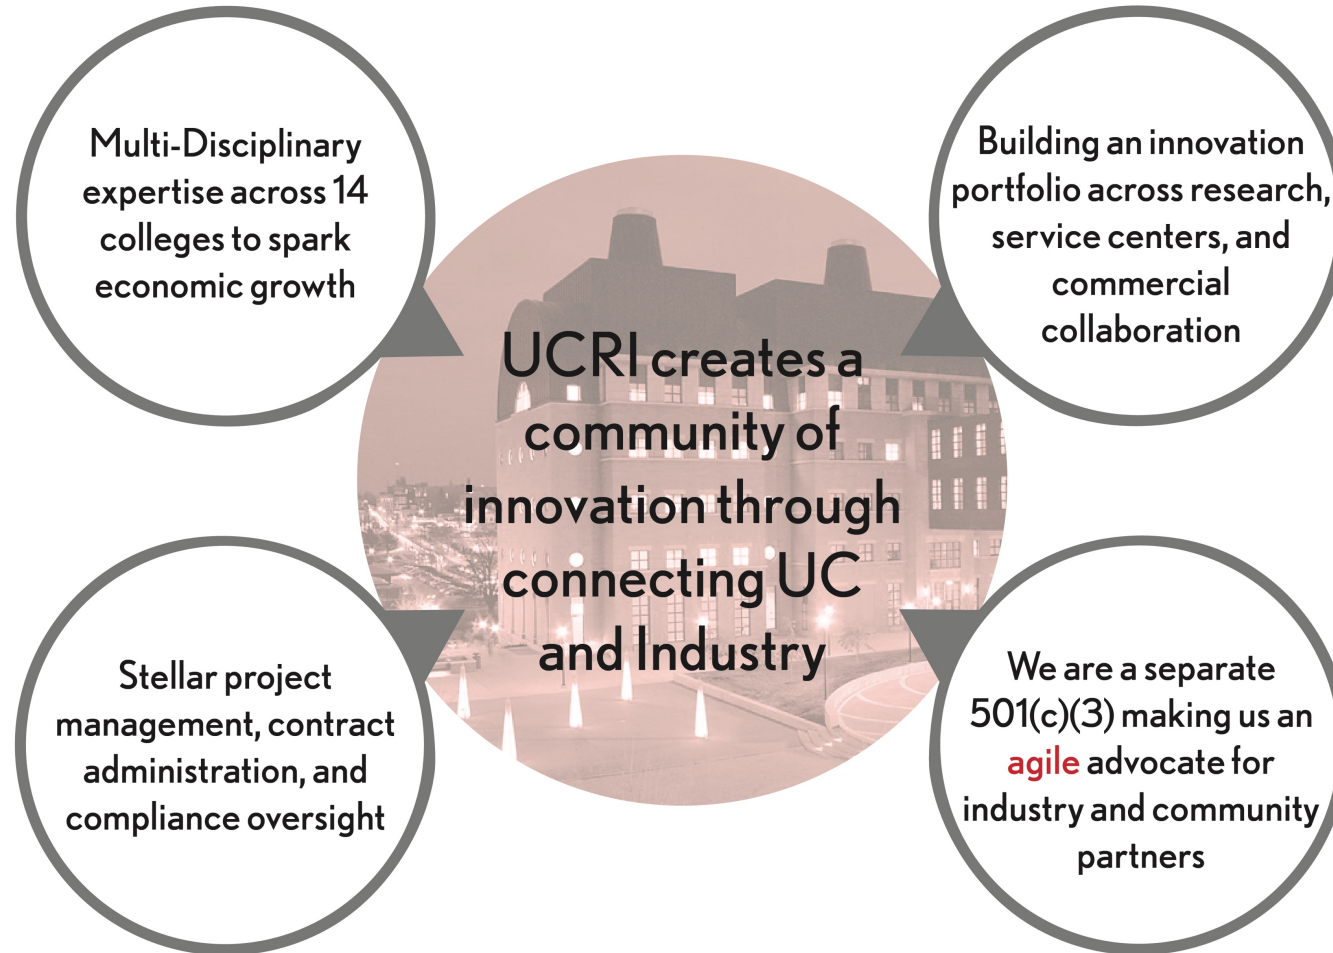 Multi-Disciplinary
expertise across 14
colleges to spark
economic growth
Building an innovation
portfolio across research,
service centers, and
commercial
collaboration
UCRI creates a
community of
innovation through
connecting UC
and Industry
Stellar project
management, contract
administration, and
compliance oversight
We are a separate
501(c)(3) making us an
agile advocate for
industry and community
partners